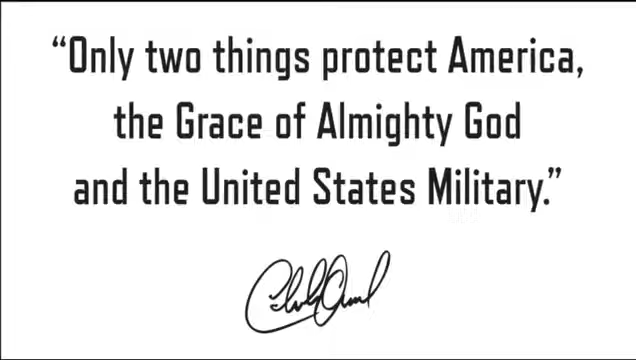 “Only two things protect America,
the Grace of Almighty God
and the United States Military.”